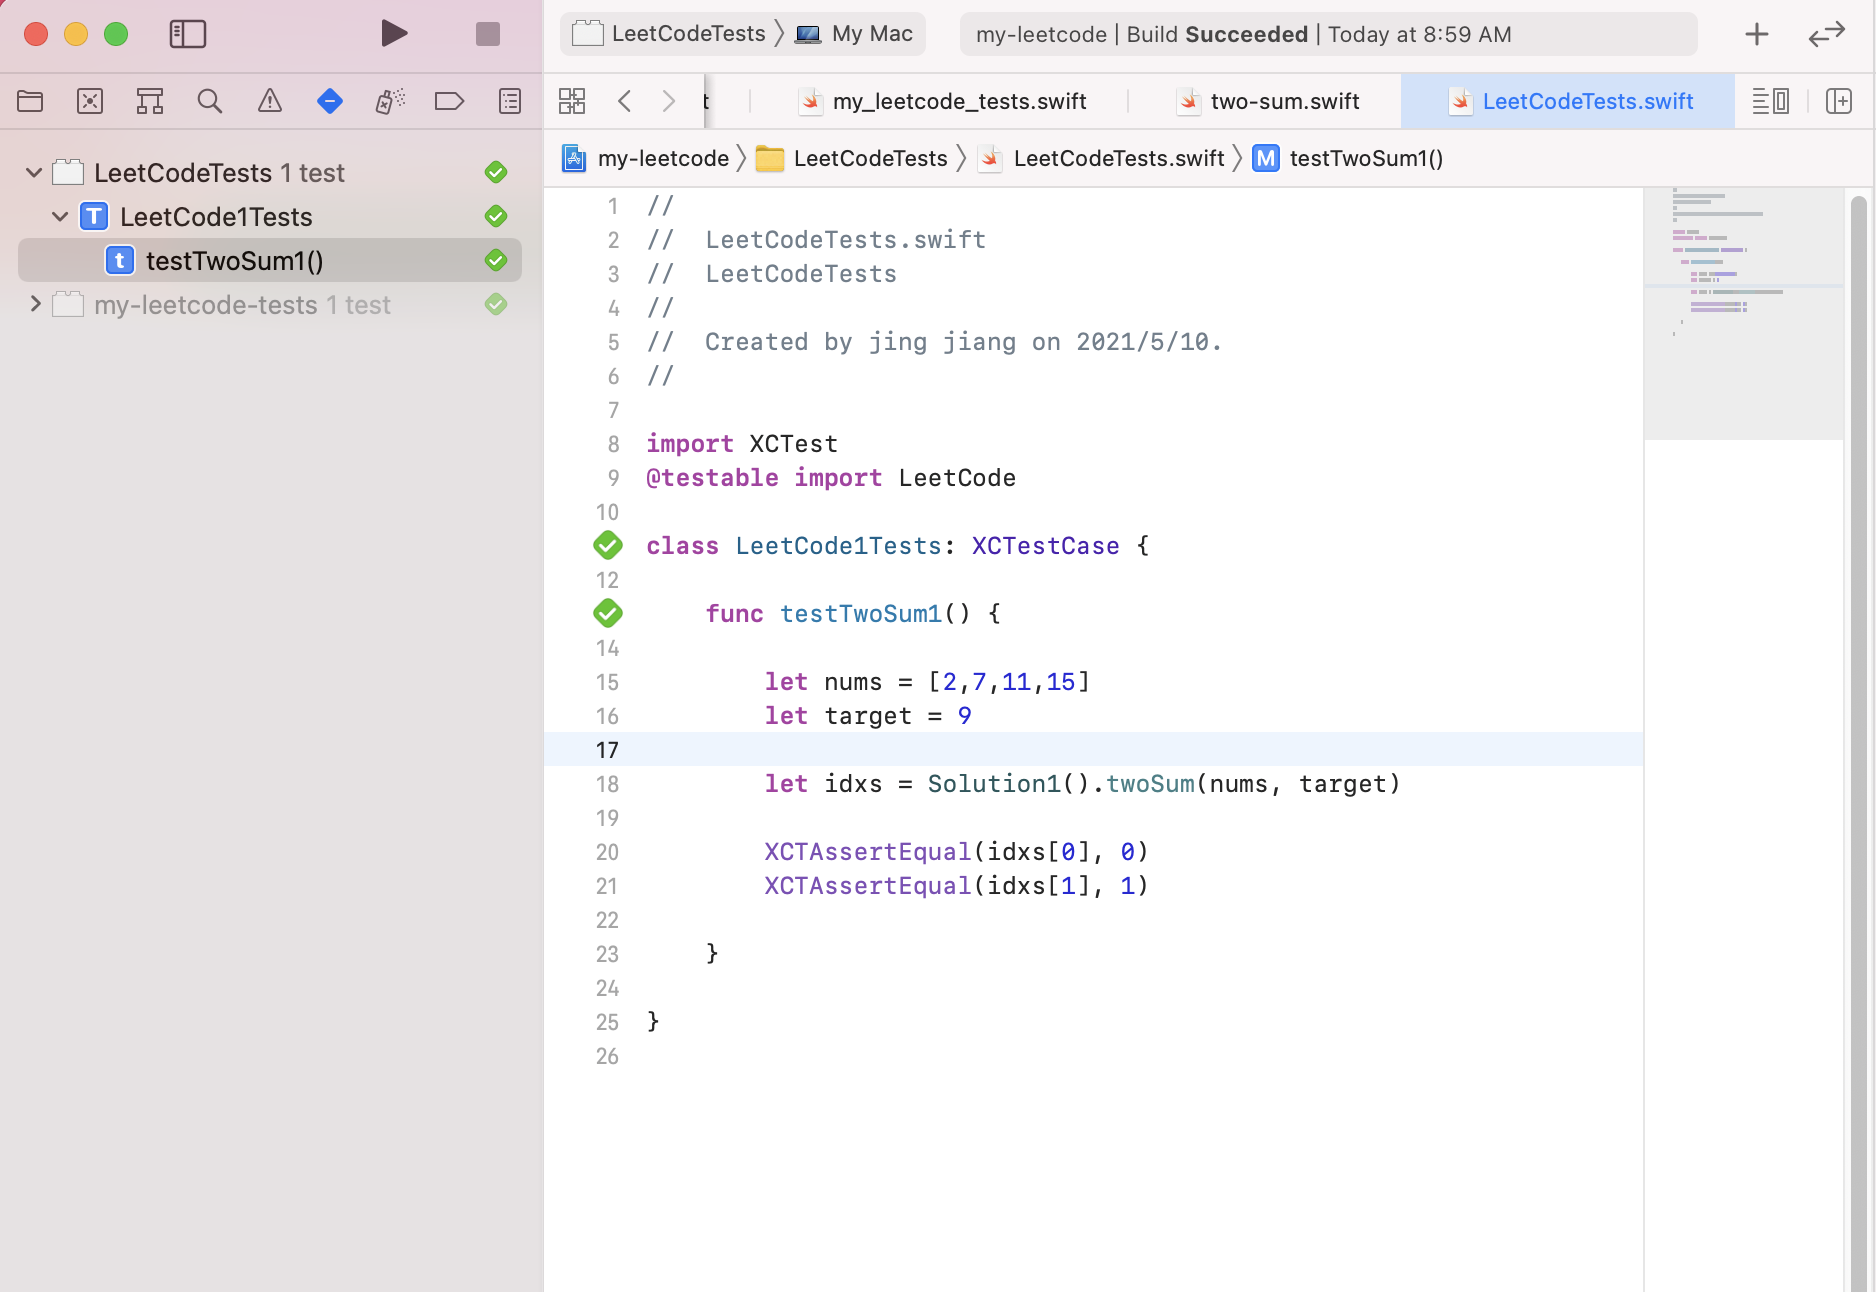 LeetCodeTests My Mac
my-leetcode | Build Succeeded | Today at 8:59 AM
t my_leetcode_tests.swift two-sum.swift LeetCodeTests.swift
my-leetcode LeetCodeTests LeetCodeTests.swift M testTwoSum1()
LeetCodeTests 1 test
T LeetCode1Tests
t testTwoSum1()
my-leetcode-tests 1 test
1 //
2 //  LeetCodeTests.swift
3 //  LeetCodeTests
4 //
5 //  Created by jing jiang on 2021/5/10.
6 //
7
8 import XCTest
9 @testable import LeetCode
10
class LeetCode1Tests: XCTestCase {
12
func testTwoSum1() {
14
15 let nums = [2,7,11,15]
16 let target = 9
17
18 let idxs = Solution1().twoSum(nums, target)
19
20 XCTAssertEqual(idxs[0], 0)
21 XCTAssertEqual(idxs[1], 1)
22
23 }
24
25 }
26